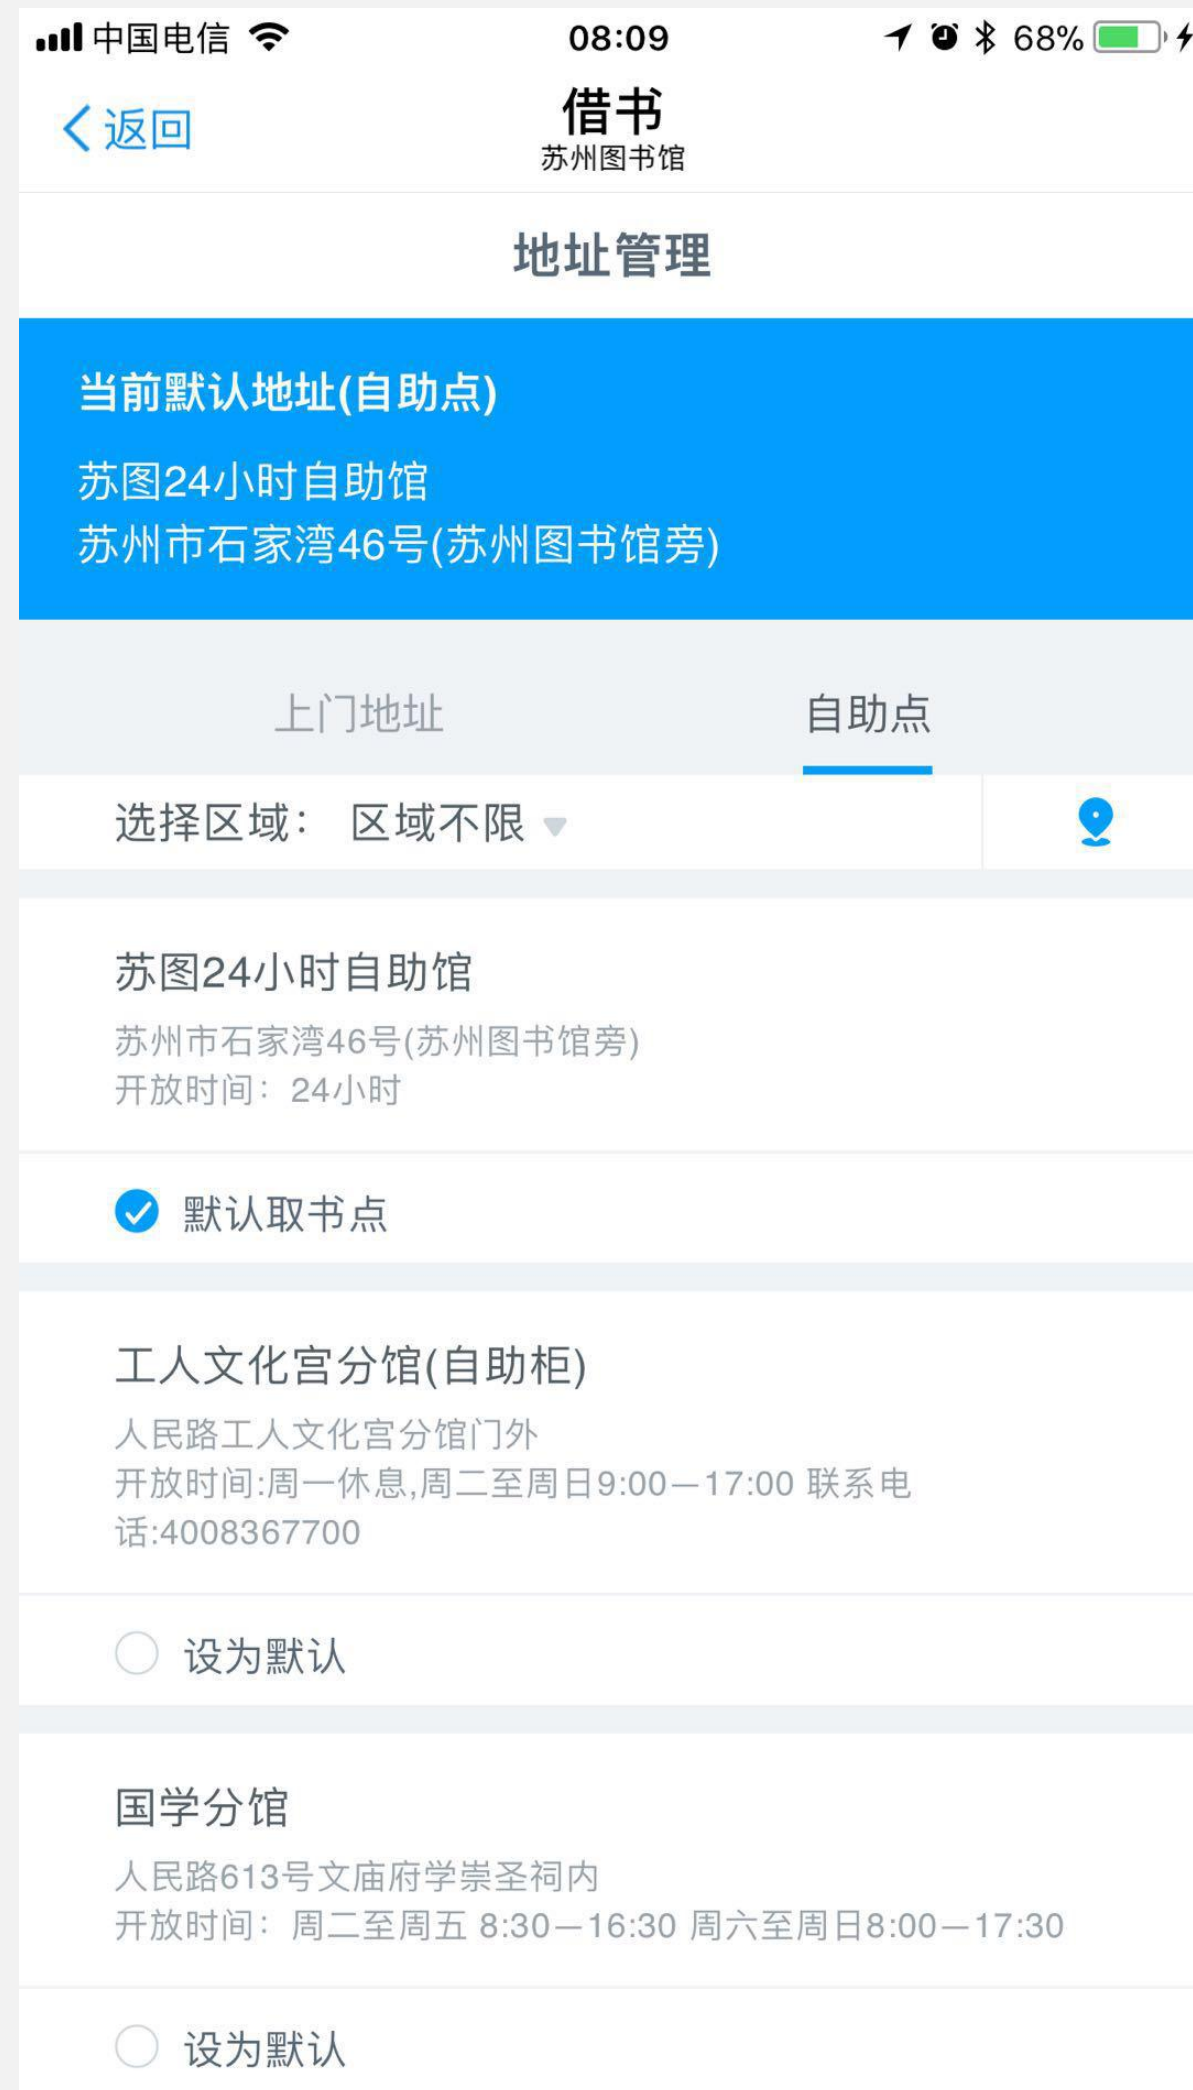 中国电信
08:09
68%
返回
借书
苏州图书馆
地址管理
当前默认地址(自助点)
苏图24小时自助馆
苏州市石家湾46号(苏州图书馆旁)
上门地址
自助点
选择区域： 区域不限
苏图24小时自助馆
苏州市石家湾46号(苏州图书馆旁)
开放时间：24小时
默认取书点
工人文化宫分馆(自助柜)
人民路工人文化宫分馆门外
开放时间:周一休息,周二至周日9:00—17:00 联系电
话:4008367700
设为默认
国学分馆
人民路613号文庙府学崇圣祠内
开放时间：周二至周五 8:30—16:30 周六至周日8:00—17:30
设为默认